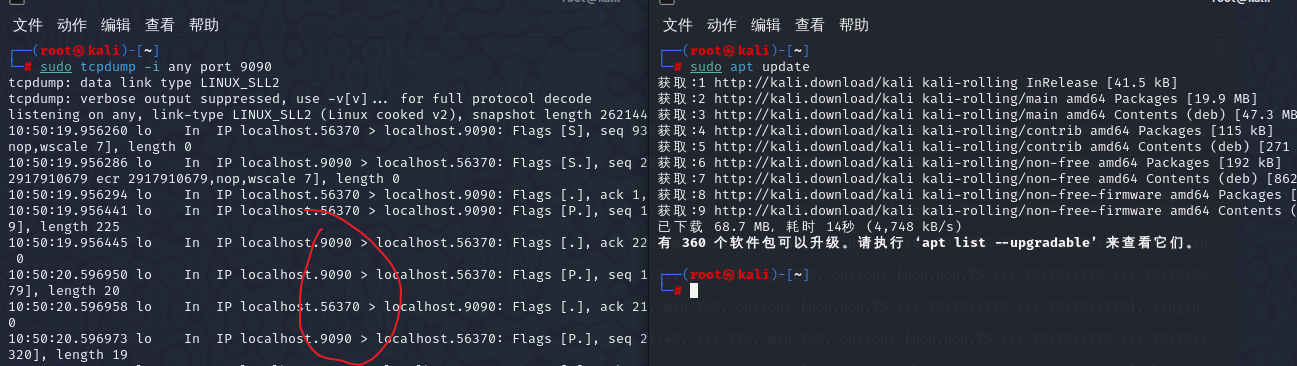 文件 动作 编辑 查看 帮助
┌──(root㉿kali)-[~]
└─# sudo tcpdump -i any port 9090
tcpdump: data link type LINUX_SLL2
tcpdump: verbose output suppressed, use -v[v]... for full protocol decode
listening on any, link-type LINUX_SLL2 (Linux cooked v2), snapshot length 262144
10:50:19.956260 lo In IP localhost.56370 > localhost.9090: Flags [S], seq 93
nop,wscale 7], length 0
10:50:19.956286 lo In IP localhost.9090 > localhost.56370: Flags [S.], seq 2
2917910679 ecr 2917910679,nop,wscale 7], length 0
10:50:19.956294 lo In IP localhost.56370 > localhost.9090: Flags [.], ack 1,
10:50:19.956441 lo In IP localhost.56370 > localhost.9090: Flags [P.], seq 1
9], length 225
10:50:19.956445 lo In IP localhost.9090 > localhost.56370: Flags [.], ack 22
0
10:50:20.596950 lo In IP localhost.9090 > localhost.56370: Flags [P.], seq 1
79], length 20
10:50:20.596958 lo In IP localhost.56370 > localhost.9090: Flags [.], ack 21
0
10:50:20.596973 lo In IP localhost.9090 > localhost.56370: Flags [P.], seq 2
320], length 19
文件 动作 编辑 查看 帮助
┌──(root㉿kali)-[~]
└─# sudo apt update
获取:1 http://kali.download/kali kali-rolling InRelease [41.5 kB]
获取:2 http://kali.download/kali kali-rolling/main amd64 Packages [19.9 MB]
获取:3 http://kali.download/kali kali-rolling/main amd64 Contents (deb) [47.3 MB
获取:4 http://kali.download/kali kali-rolling/contrib amd64 Packages [115 kB]
获取:5 http://kali.download/kali kali-rolling/contrib amd64 Contents (deb) [271
获取:6 http://kali.download/kali kali-rolling/non-free amd64 Packages [192 kB]
获取:7 http://kali.download/kali kali-rolling/non-free amd64 Contents (deb) [862
获取:8 http://kali.download/kali kali-rolling/non-free-firmware amd64 Packages [
获取:9 http://kali.download/kali kali-rolling/non-free-firmware amd64 Contents (
已下载 68.7 MB, 耗时 14秒 (4,748 kB/s)
有 360 个软件包可以升级。请执行 ‘apt list --upgradable’ 来查看它们。
┌──(root㉿kali)-[~]
└─#